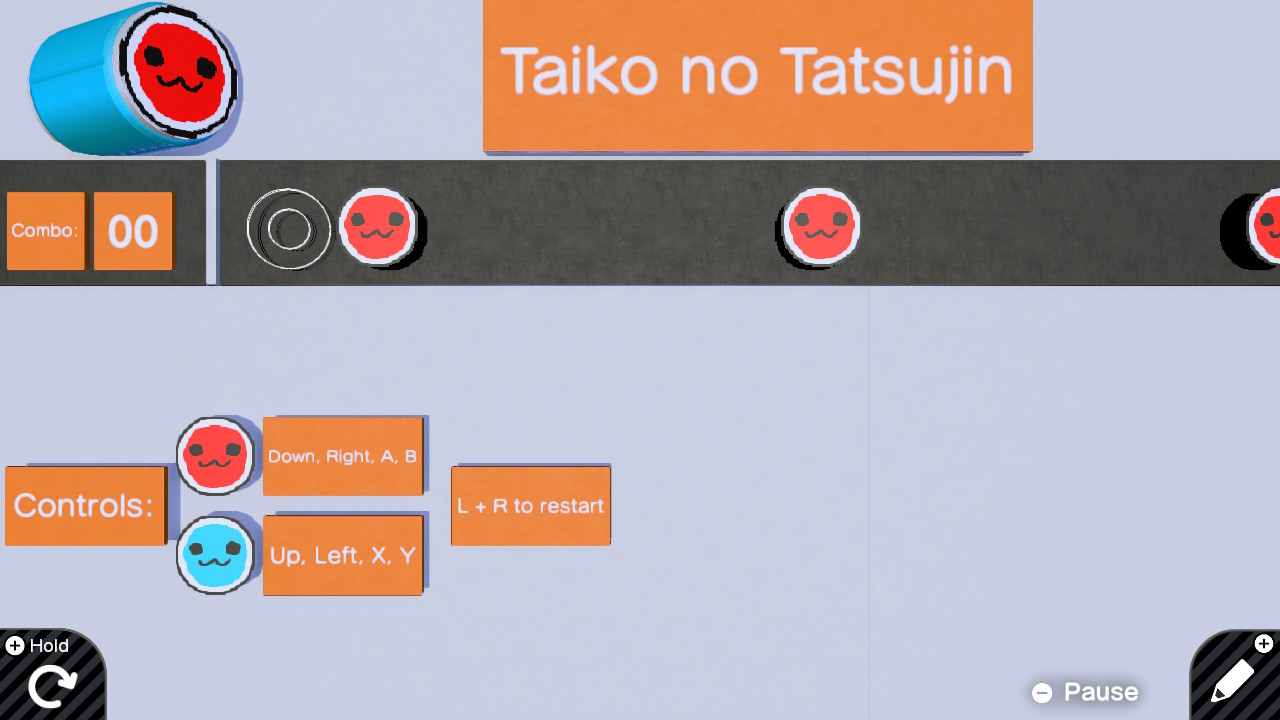 Taiko no Tatsujin
Combo:
00
Down, Right, A, B
Controls:
L + R to restart
Up, Left, X, Y
Hold
Pause